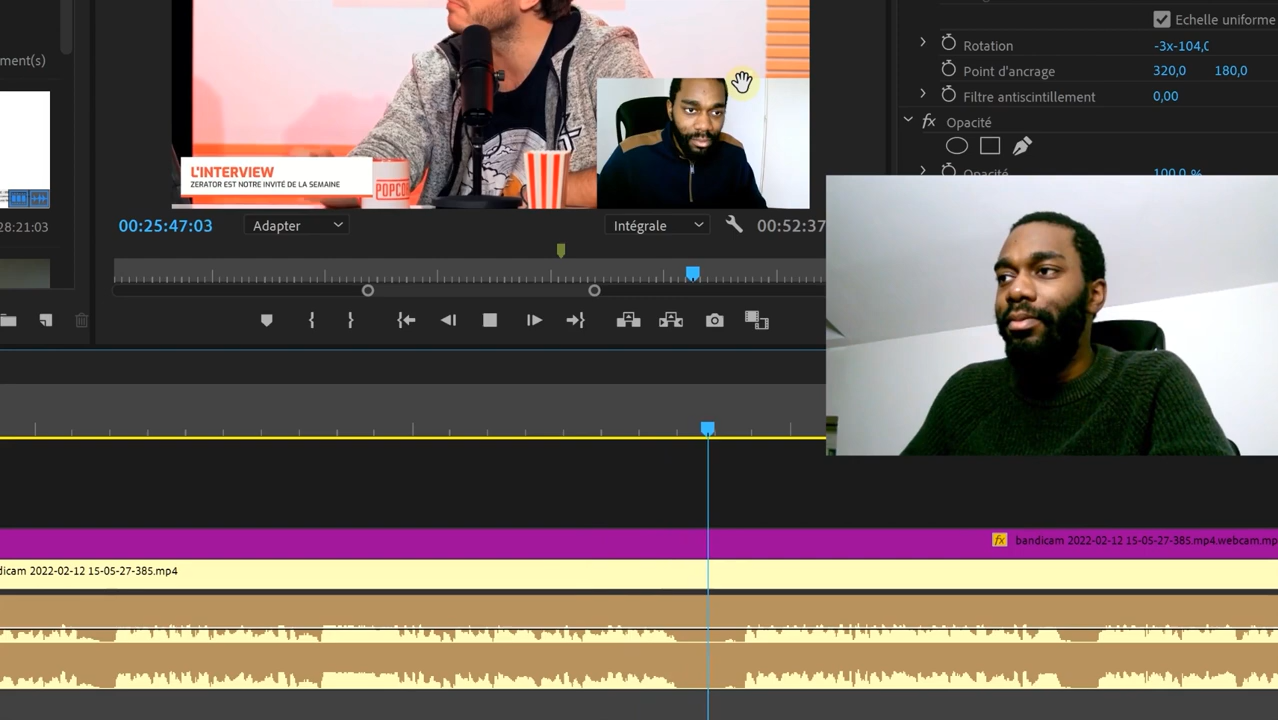 Echelle uniforme
Rotation
-3x-104,0
ment(s)
Point d'ancrage
320,0
180,0
Filtre antiscintillement
0,00
fx
Opacité
Opacité
100,0 %
L'INTERVIEW
ZERATOR EST NOTRE INVITÉ DE LA SEMAINE
POPCO
28:21:03
00:25:47:03
Adapter
Intégrale
00:52:37
fx
bandicam 2022-02-12 15-05-27-385.mp4.webcam.mp
dicam 2022-02-12 15-05-27-385.mp4